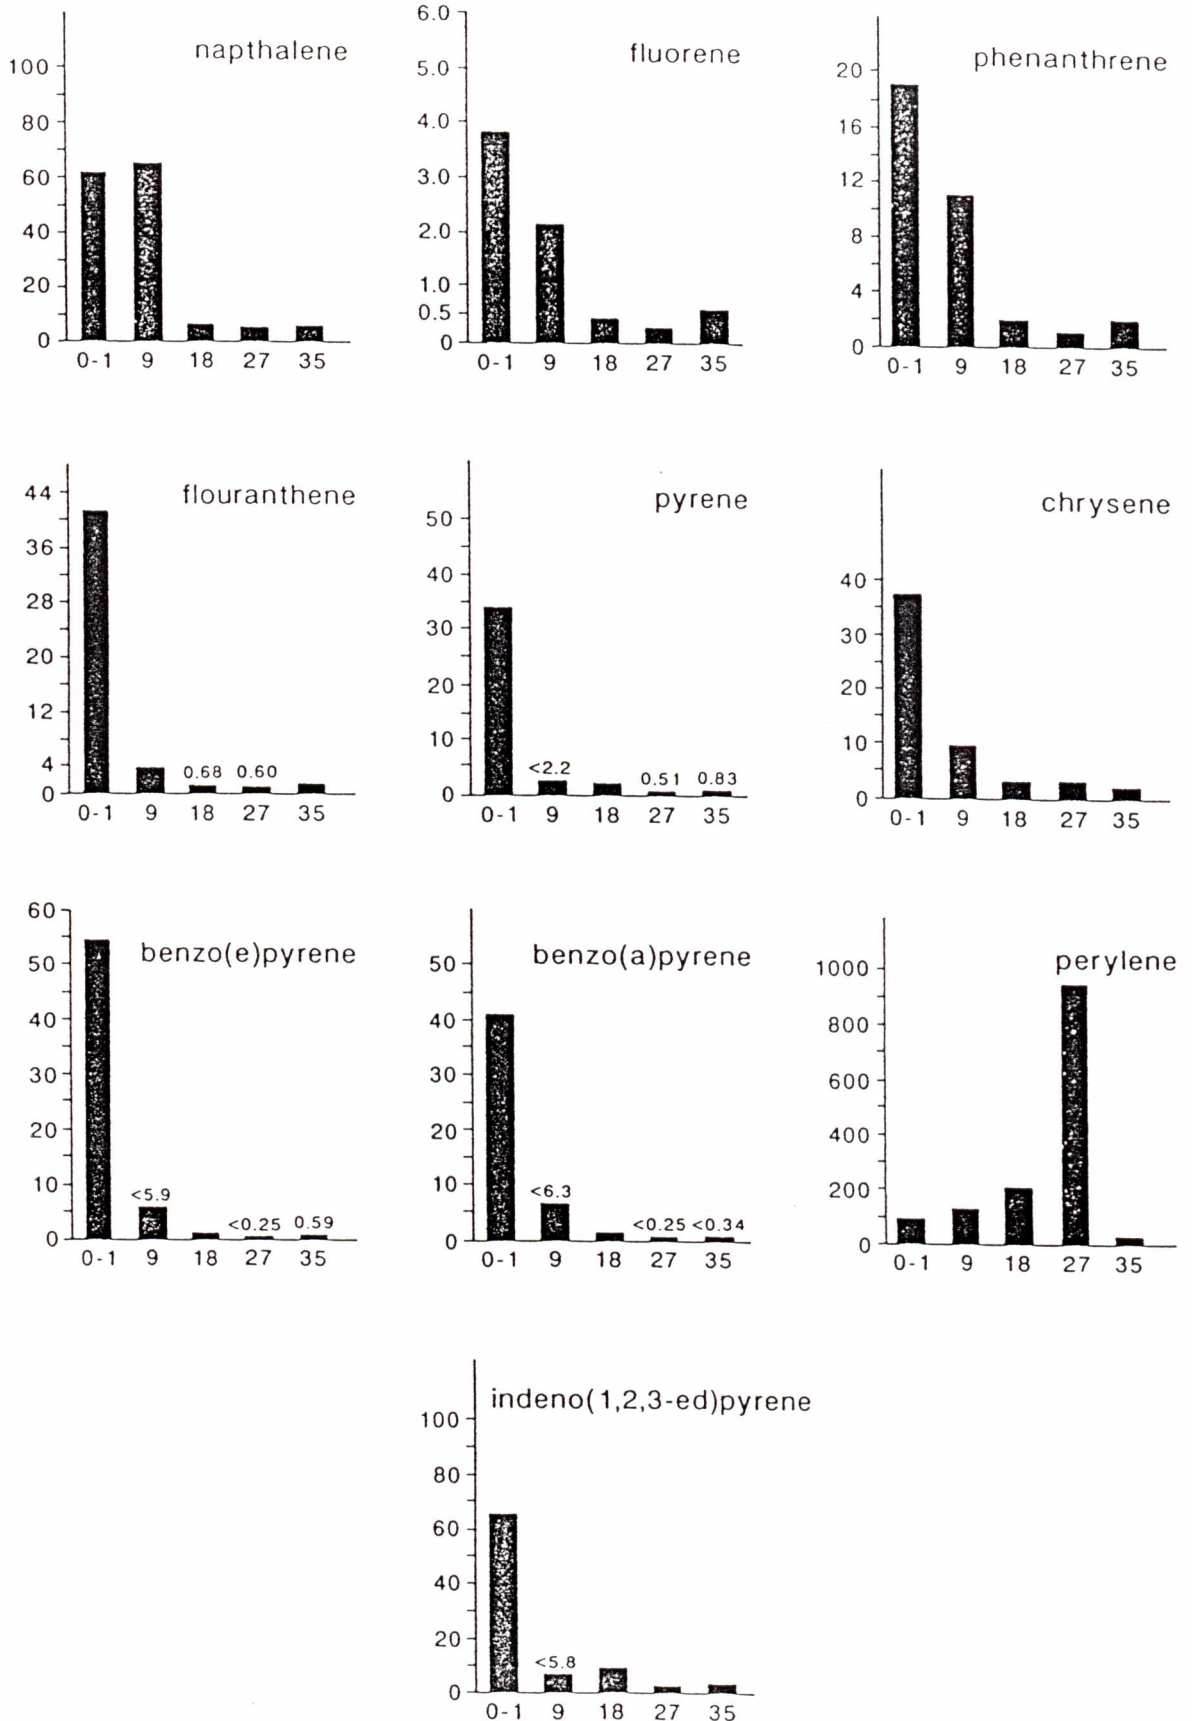 napthalene
100
80
60
40
20
0
0-1 9 18 27 35
fluorene
6.0
5.0
4.0
3.0
2.0
1.0
0.5
0
0-1 9 18 27 35
phenanthrene
20
16
12
8
4
0
0-1 9 18 27 35
flouranthene
44
36
28
20
12
4
0
0.68 0.60
0-1 9 18 27 35
pyrene
50
40
30
20
10
0
<2.2 0.51 0.83
0-1 9 18 27 35
chrysene
40
30
20
10
0
0-1 9 18 27 35
benzo(e)pyrene
60
50
40
30
20
10
0
<5.9 <0.25 0.59
0-1 9 18 27 35
benzo(a)pyrene
50
40
30
20
10
0
<6.3 <0.25 <0.34
0-1 9 18 27 35
perylene
1000
800
600
400
200
0
0-1 9 18 27 35
indeno(1,2,3-ed)pyrene
100
80
60
40
20
0
<5.8
0-1 9 18 27 35